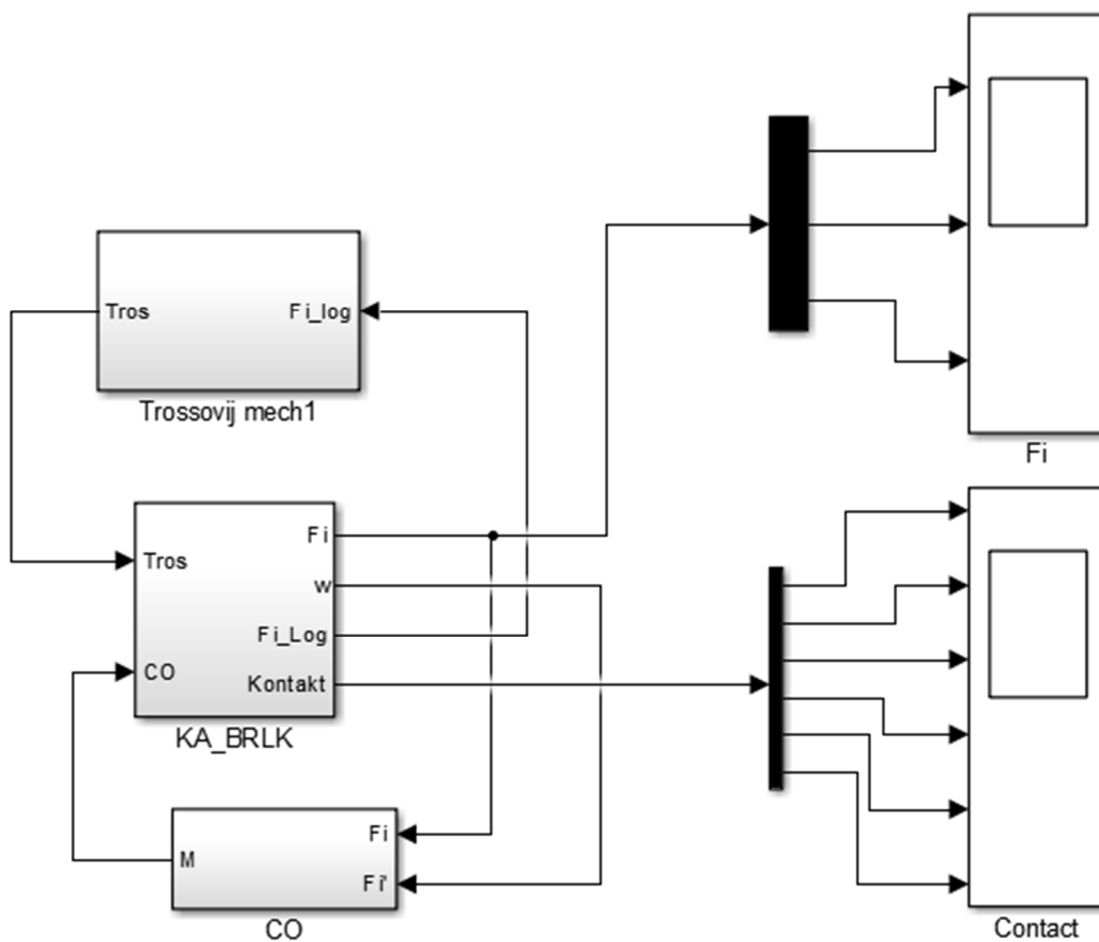 Tros
Fi_log
Trossovij mech1
Fi
Tros
Fi
w
Fi_Log
CO
Kontakt
KA_BRLK
Fi
M
Fi'
CO
Contact